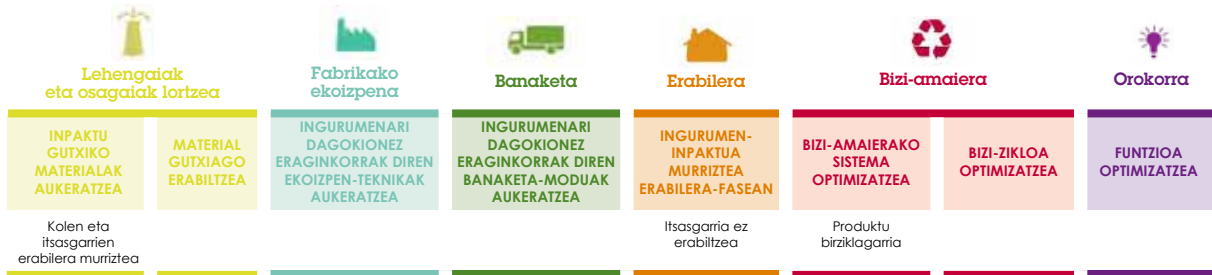 Lehengaiak
eta osagaiak lortzea
Fabrikako
ekoizpena
Banaketa
Erabilera
Bizi-amaiera
Orokorra
INPAKTU
GUTXIKO
MATERIALAK
AUKERATZEA
MATERIAL
GUTXIAGO
ERABILTZEA
INGURUMENARI
DAGOKIONEZ
ERAGINKORRAK DIREN
EKOIZPEN-TEKNIKAK
AUKERATZEA
INGURUMENARI
DAGOKIONEZ
ERAGINKORRAK DIREN
BANAKETA-MODUAK
AUKERATZEA
INGURUMEN-
INPAKTUA
MURRIZTEA
ERABILERA-FASEAN
BIZI-AMAIERAKO
SISTEMA
OPTIMIZATZEA
BIZI-ZIKLOA
OPTIMIZATZEA
FUNTZIOA
OPTIMIZATZEA
Kolen eta
itsasgarrien
erabilera murriztea
Itsasgarria ez
erabiltzea
Produktu
birziklagarria